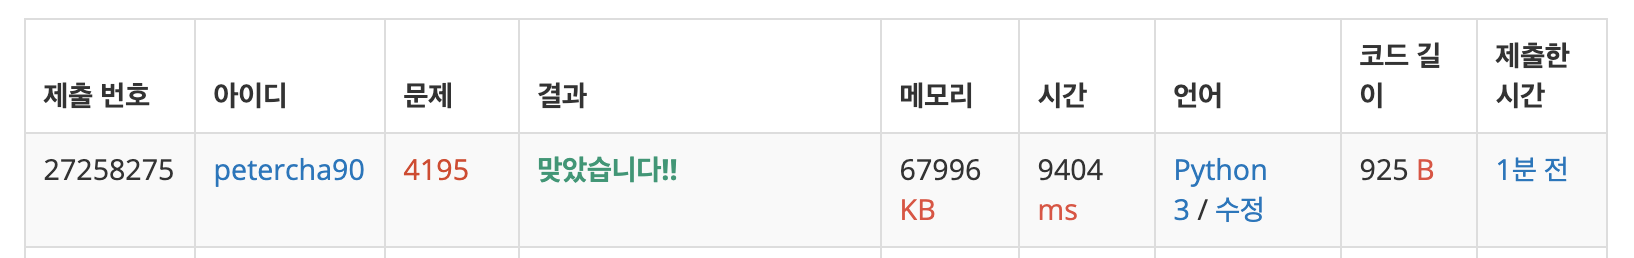 제출 번호 아이디 문제 결과 메모리 시간 언어 코드 길
이 제출한
시간
27258275 petercha90 4195 맞았습니다!! 67996
KB 9404
ms Python
3 / 수정 925 B 1분 전